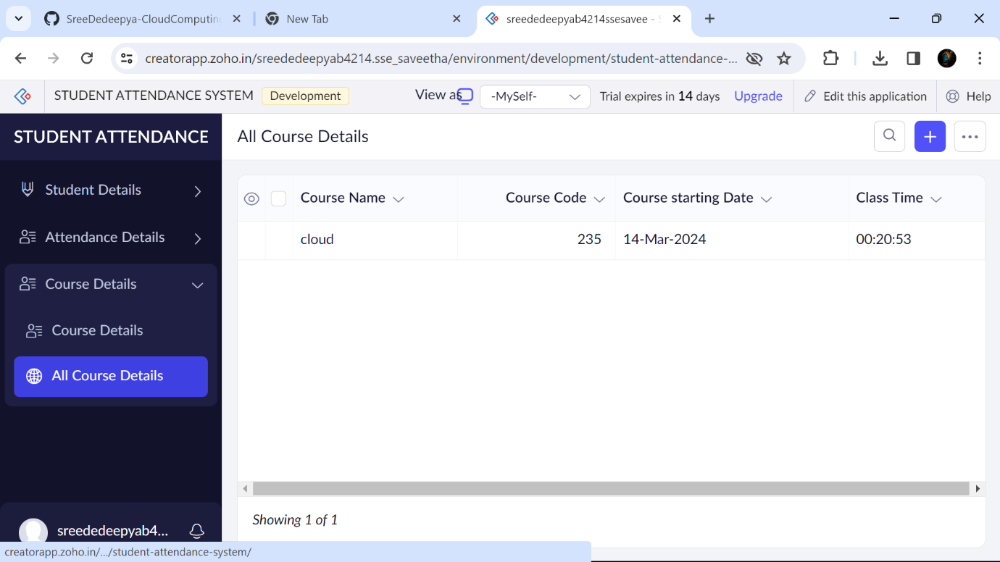 SreeDedeepya-CloudComputin
New Tab
sreededeepyab4214ssesavee - S
creatorapp.zoho.in/sreededeepyab4214.sse_saveetha/environment/development/student-attendance-...
STUDENT ATTENDANCE SYSTEM Development View as -MySelf- Trial expires in 14 days Upgrade Edit this application Help
STUDENT ATTENDANCE
All Course Details
Student Details
Attendance Details
Course Details
Course Details
All Course Details
Course Name Course Code Course starting Date Class Time
cloud 235 14-Mar-2024 00:20:53
Showing 1 of 1
sreededeepyab4...
creatorapp.zoho.in/.../student-attendance-system/